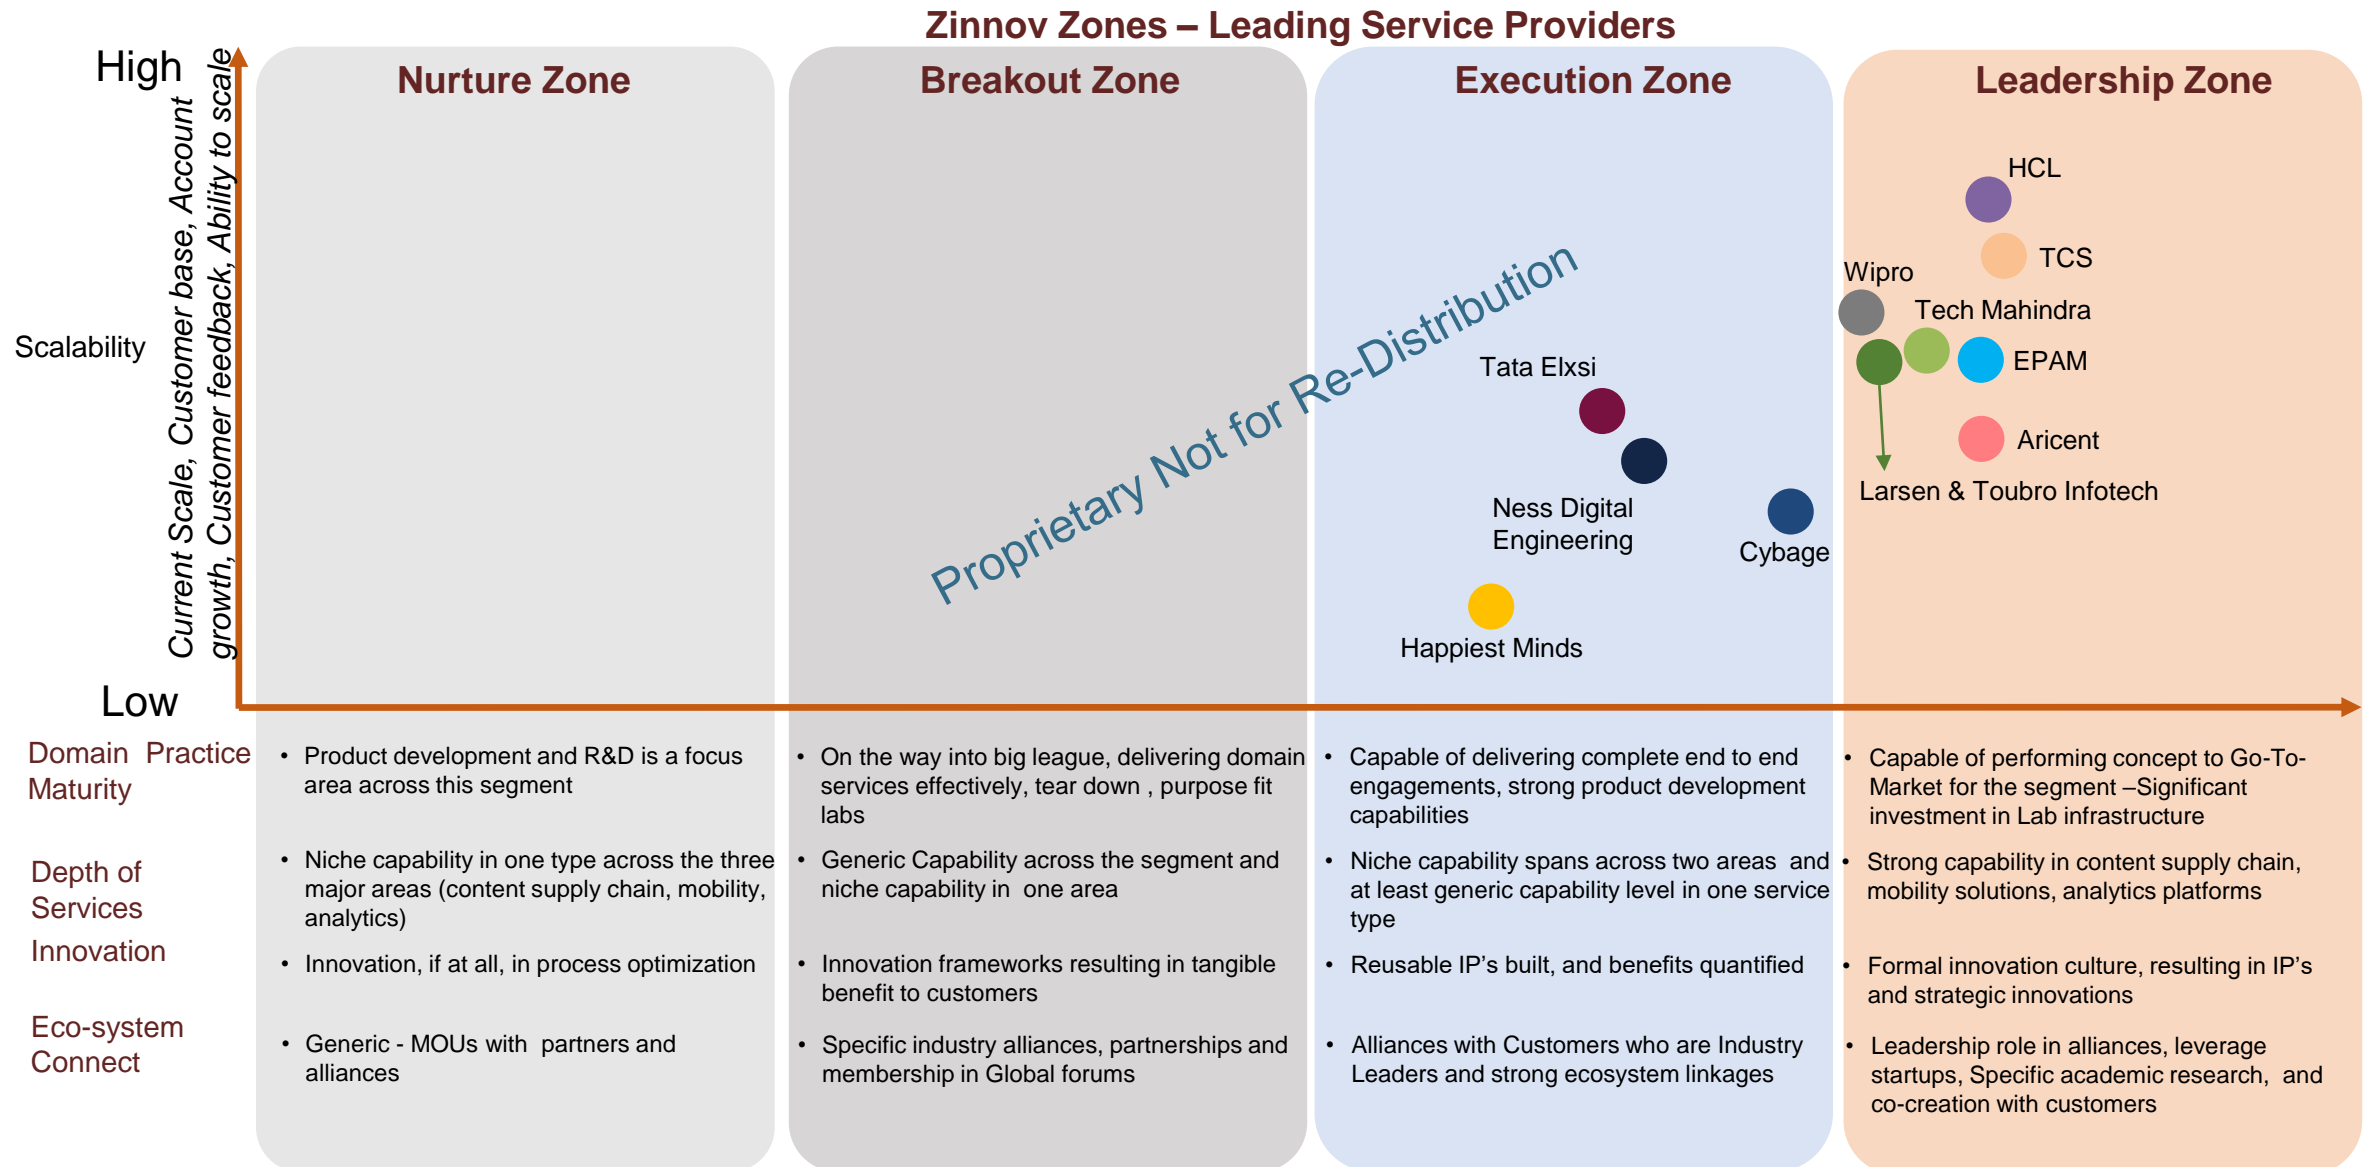 Zinnov Zones – Leading Service Providers
High
Nurture Zone
Breakout Zone
Execution Zone
Leadership Zone
Current Scale, Customer base, Account
growth, Customer feedback, Ability to scale
Scalability
Low
HCL
TCS
Wipro
Tech Mahindra
EPAM
Aricent
Larsen & Toubro Infotech
Tata Elxsi
Ness Digital
Engineering
Cybage
Happiest Minds
Proprietary Not for Re-Distribution
Domain Practice
Maturity
• Product development and R&D is a focus
area across this segment
• On the way into big league, delivering domain
services effectively, tear down , purpose fit
labs
• Capable of delivering complete end to end
engagements, strong product development
capabilities
• Capable of performing concept to Go-To-
Market for the segment –Significant
investment in Lab infrastructure
Depth of
Services
• Niche capability in one type across the three
major areas (content supply chain, mobility,
analytics)
• Generic Capability across the segment and
niche capability in one area
• Niche capability spans across two areas and
at least generic capability level in one service
type
• Strong capability in content supply chain,
mobility solutions, analytics platforms
Innovation
• Innovation, if at all, in process optimization
• Innovation frameworks resulting in tangible
benefit to customers
• Reusable IP’s built, and benefits quantified
• Formal innovation culture, resulting in IP’s
and strategic innovations
Eco-system
Connect
• Generic - MOUs with partners and
alliances
• Specific industry alliances, partnerships and
membership in Global forums
• Alliances with Customers who are Industry
Leaders and strong ecosystem linkages
• Leadership role in alliances, leverage
startups, Specific academic research, and
co-creation with customers